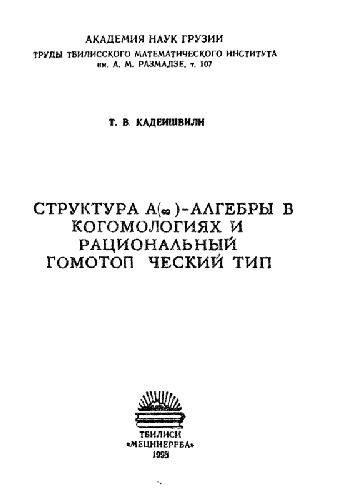 АКАДЕМИЯ НАУК ГРУЗИИ
ТРУДЫ ТБИЛИССКОГО МАТЕМАТИЧЕСКОГО ИНСТИТУТА
им. А. М. РАЗМАДЗЕ, т. 107
Т. В. КАДЕИШВИЛИ
СТРУКТУРА А(∞)-АЛГЕБРЫ В
КОГОМОЛОГИЯХ И
РАЦИОНАЛЬНЫЙ
ГОМОТОП ЧЕСКИЙ ТИП
ТБИЛИСИ
«МЕЦНИЕРЕБА»
1993